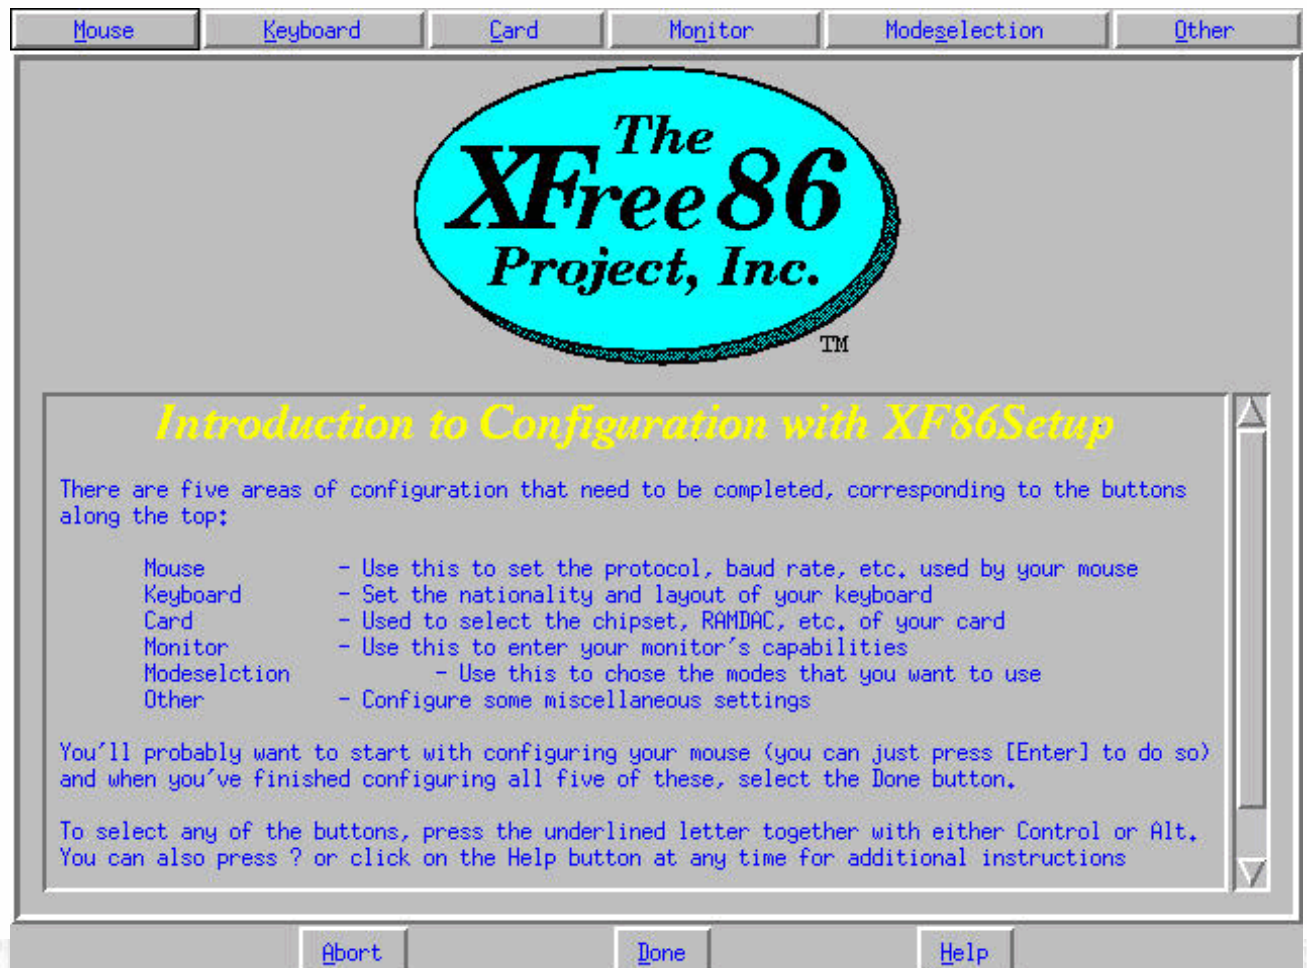 Mouse Keyboard Card Monitor Modeselection Other
The
XFree86
Project, Inc.
TM
Introduction to Configuration with XF86Setup
There are five areas of configuration that need to be completed, corresponding to the buttons
along the top:
Mouse - Use this to set the protocol, baud rate, etc. used by your mouse
Keyboard - Set the nationality and layout of your keyboard
Card - Used to select the chipset, RAMDAC, etc. of your card
Monitor - Use this to enter your monitor's capabilities
Modeselction - Use this to chose the modes that you want to use
Other - Configure some miscellaneous settings
You'll probably want to start with configuring your mouse (you can just press [Enter] to do so)
and when you've finished configuring all five of these, select the Done button.
To select any of the buttons, press the underlined letter together with either Control or Alt.
You can also press ? or click on the Help button at any time for additional instructions
Abort Done Help